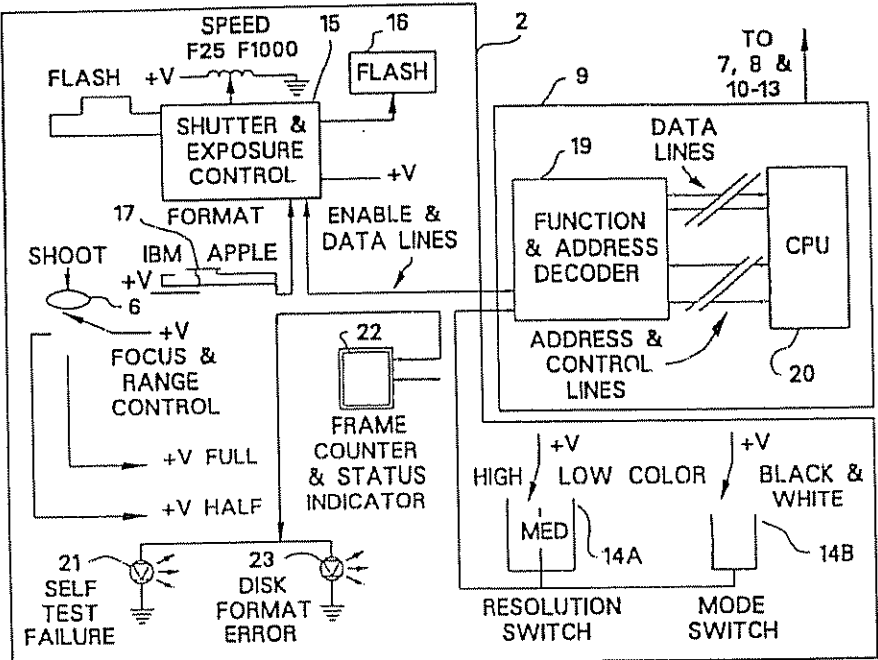 SPEED
F25 F1000
15
16
2
FLASH
+V
FLASH
SHUTTER &
EXPOSURE
CONTROL
+V
TO
7, 8 &
10-13
9
DATA
LINES
19
FUNCTION
& ADDRESS
DECODER
CPU
20
ADDRESS &
CONTROL
LINES
FORMAT
17
IBM APPLE
+V
ENABLE &
DATA LINES
SHOOT
6
+V
FOCUS &
RANGE
CONTROL
22
FRAME
COUNTER
& STATUS
INDICATOR
+V FULL
+V HALF
21
SELF
TEST
FAILURE
23
DISK
FORMAT
ERROR
+V
HIGH LOW
MED
14A
RESOLUTION
SWITCH
+V
COLOR BLACK &
WHITE
14B
MODE
SWITCH